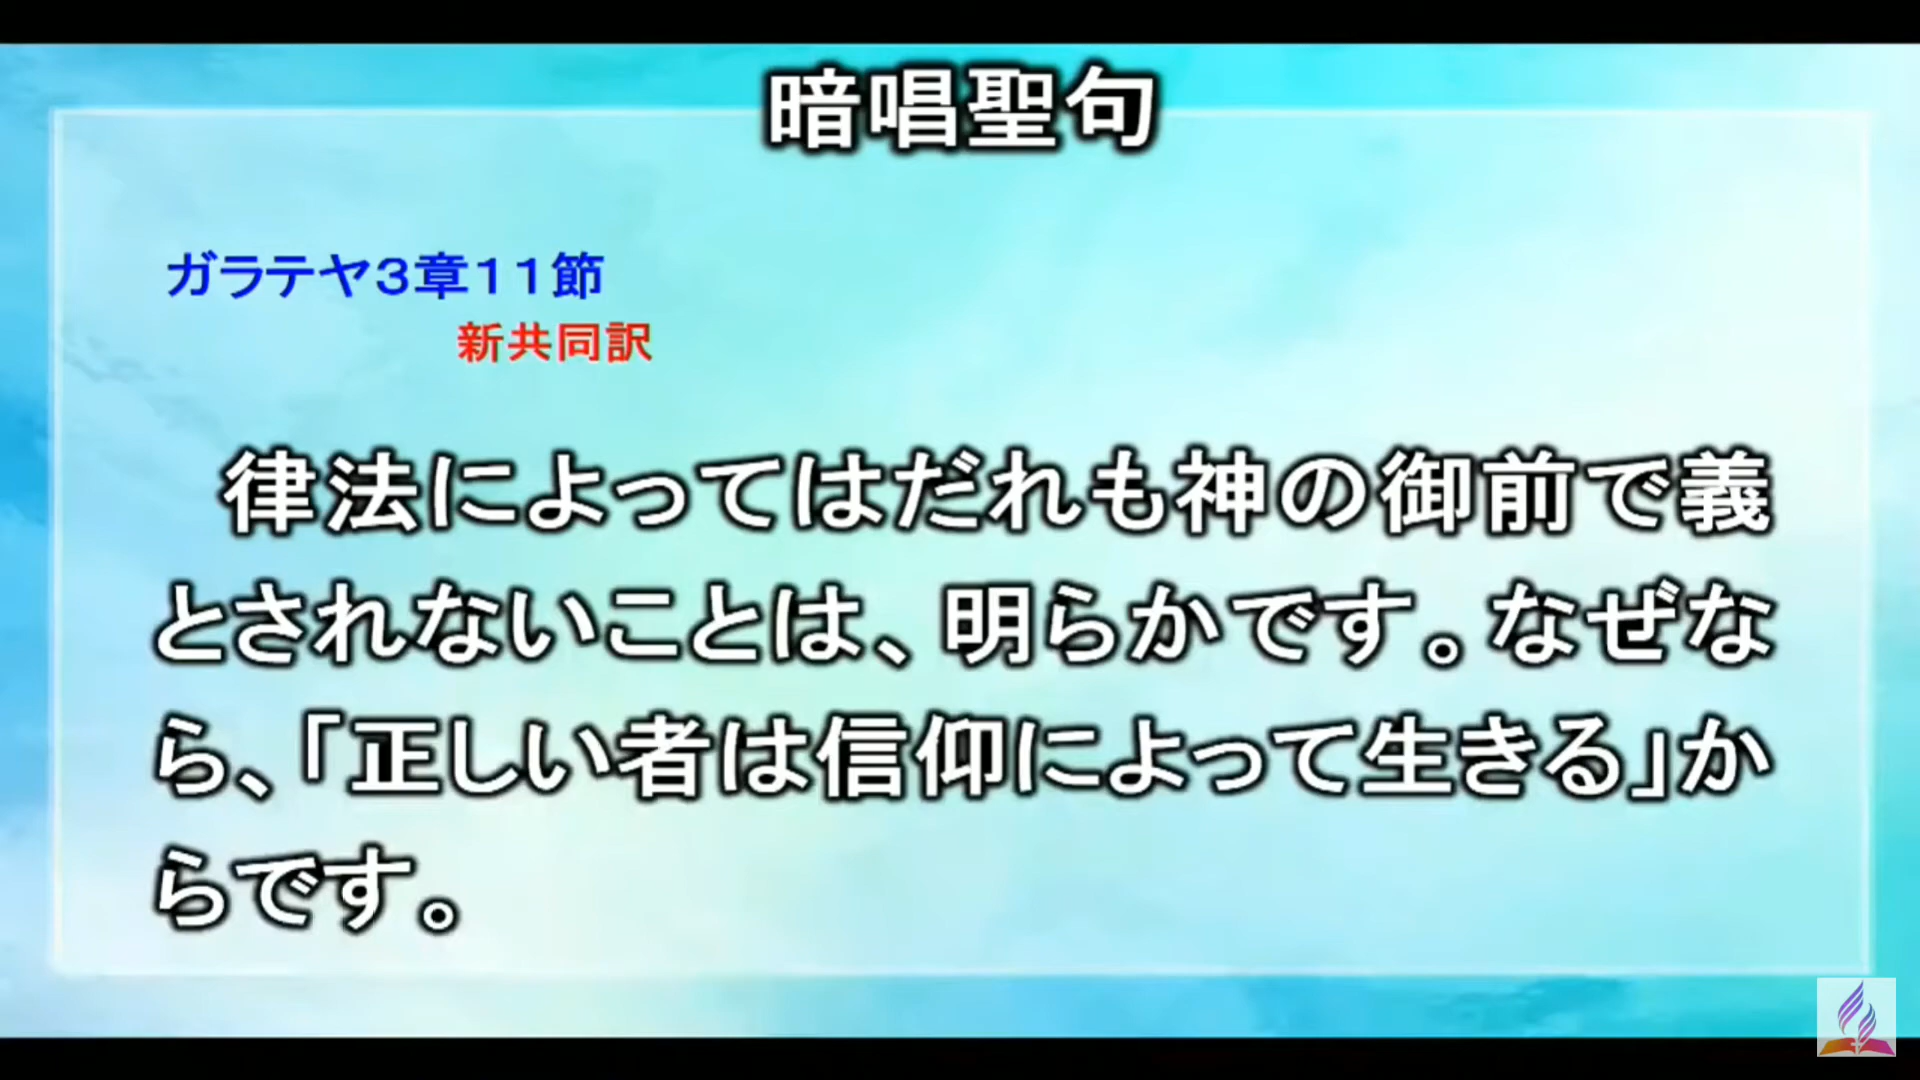 暗唱聖句
ガラテヤ３章１１節
新共同訳
律法によってはだれも神の御前で義
とされないことは、明らかです。なぜな
ら、「正しい者は信仰によって生きる」か
らです。